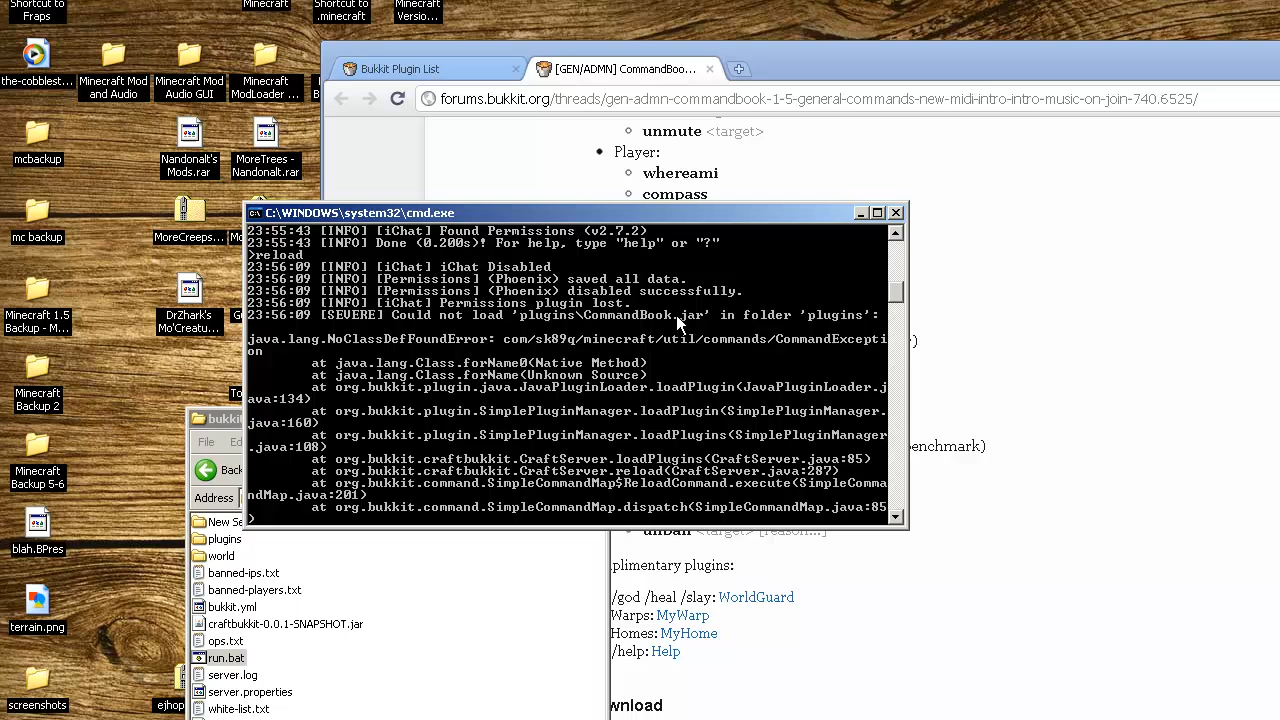 Shortcut to
Fraps
Minecraft
Shortcut to
.minecraft
Minecraft
Versio...
the-cobblest...
Minecraft Mod
and Audio
Minecraft Mod
Audio GUI
Minecraft
ModLoader ...
mcbackup
Nandonalt's
Mods.rar
MoreTrees -
Nandonalt.rar
mc backup
MoreCreeps...
Minecraft 1.5
Backup - M...
DrZhark's
Mo'Creatu...
Minecraft
Backup 2
Minecraft
Backup 5-6
blah.BPres
terrain.png
screenshots
ejhop
Bukkit Plugin List
[GEN/ADMN] CommandBoo...
forums.bukkit.org/threads/gen-admn-commandbook-1-5-general-commands-new-midi-intro-intro-music-on-join-740.6525/
unmute <target>
Player:
whereami
compass
C:\WINDOWS\system32\cmd.exe
23:55:43 [INFO] [iChat] Found Permissions (v2.7.2)
23:55:43 [INFO] Done (0.200s)! For help, type "help" or "?"
>reload
23:56:09 [INFO] [iChat] iChat Disabled
23:56:09 [INFO] [Permissions] (Phoenix) saved all data.
23:56:09 [INFO] [Permissions] (Phoenix) disabled successfully.
23:56:09 [INFO] [iChat] Permissions plugin lost.
23:56:09 [SEVERE] Could not load 'plugins\CommandBook.jar' in folder 'plugins':
java.lang.NoClassDefFoundError: com/sk89q/minecraft/util/commands/CommandExcepti
on
at java.lang.Class.forName0(Native Method)
at java.lang.Class.forName(Unknown Source)
at org.bukkit.plugin.java.JavaPluginLoader.loadPlugin(JavaPluginLoader.j
ava:134)
at org.bukkit.plugin.SimplePluginManager.loadPlugin(SimplePluginManager.
java:160)
at org.bukkit.plugin.SimplePluginManager.loadPlugins(SimplePluginManager
.java:108)
at org.bukkit.craftbukkit.CraftServer.loadPlugins(CraftServer.java:85)
at org.bukkit.craftbukkit.CraftServer.reload(CraftServer.java:287)
at org.bukkit.command.SimpleCommandMap$ReloadCommand.execute(SimpleComma
ndMap.java:201)
at org.bukkit.command.SimpleCommandMap.dispatch(SimpleCommandMap.java:85
>
enchmark)
bukkit
File
Ed
Back
Address
New Se
plugins
world
banned-ips.txt
banned-players.txt
bukkit.yml
craftbukkit-0.0.1-SNAPSHOT.jar
ops.txt
run.bat
server.log
server.properties
white-list.txt
unban <target> [reason...]
plimentary plugins:
/god /heal /slay: WorldGuard
Warps: MyWarp
Homes: MyHome
/help: Help
wnload